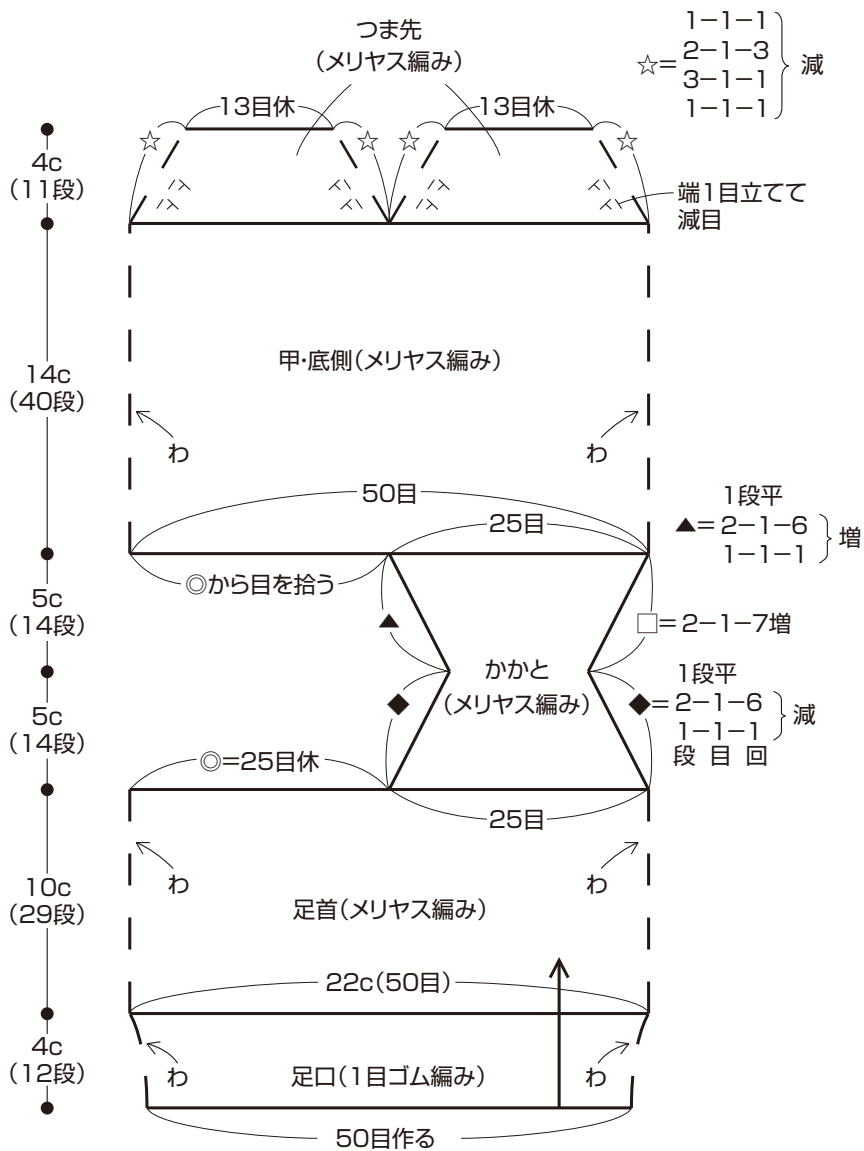 つま先
(メリヤス編み)
1−1−1
☆= 2−1−3 減
3−1−1
1−1−1
13目休
13目休
☆
☆
☆
☆
4c
(11段)
端1目立てて
減目
14c
(40段)
甲・底側(メリヤス編み)
わ
わ
50目
25目
1段平
▲= 2−1−6 増
1−1−1
◎から目を拾う
5c
(14段)
▲
□=2−1−7増
かかと
(メリヤス編み)
5c
(14段)
◆
1段平
◆= 2−1−6 減
1−1−1
段 目 回
◎=25目休
25目
10c
(29段)
わ
わ
足首(メリヤス編み)
22c(50目)
4c
(12段)
わ
わ
足口(1目ゴム編み)
50目作る